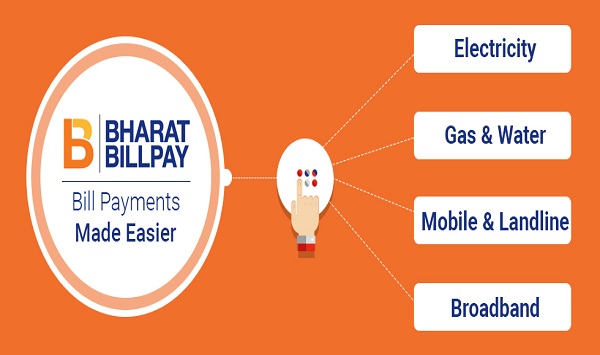 BHARAT
BILLPAY
Bill Payments
Made Easier
Electricity
Gas & Water
Mobile & Landline
Broadband